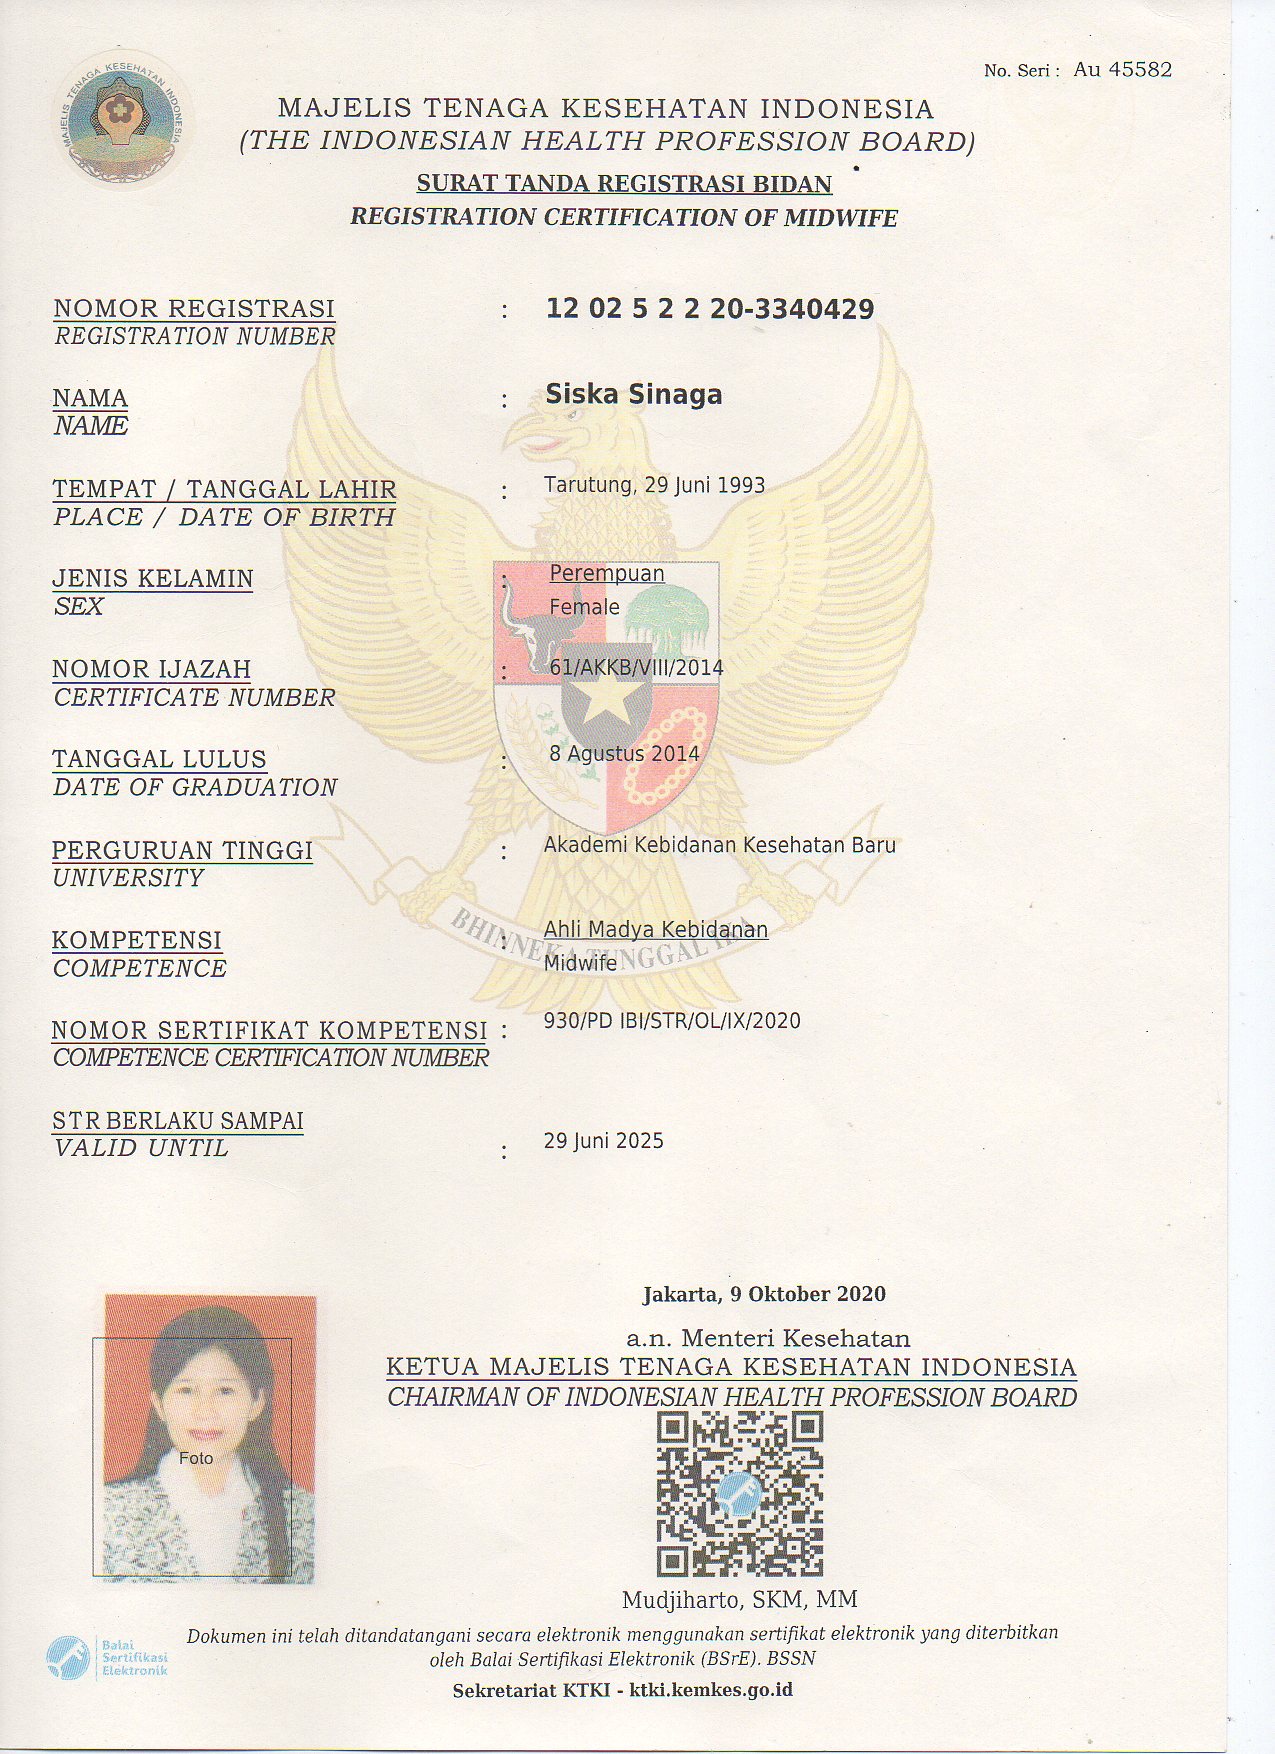 No. Seri : Au 45582
MAJELIS TENAGA KESEHATAN INDONESIA
MAJELIS TENAGA KESEHATAN INDONESIA
(THE INDONESIAN HEALTH PROFESSION BOARD)
SURAT TANDA REGISTRASI BIDAN
REGISTRATION CERTIFICATION OF MIDWIFE
NOMOR REGISTRASI : 12 02 5 2 2 20-3340429
REGISTRATION NUMBER
NAMA : Siska Sinaga
NAME
TEMPAT / TANGGAL LAHIR : Tarutung, 29 Juni 1993
PLACE / DATE OF BIRTH
JENIS KELAMIN : Perempuan
SEX Female
NOMOR IJAZAH : 61/AKKB/VIII/2014
CERTIFICATE NUMBER
TANGGAL LULUS : 8 Agustus 2014
DATE OF GRADUATION
PERGURUAN TINGGI : Akademi Kebidanan Kesehatan Baru
UNIVERSITY
KOMPETENSI : Ahli Madya Kebidanan
COMPETENCE Midwife
BHINNEKA TUNGGAL IKA
NOMOR SERTIFIKAT KOMPETENSI : 930/PD IBI/STR/OL/IX/2020
COMPETENCE CERTIFICATION NUMBER
STR BERLAKU SAMPAI
VALID UNTIL : 29 Juni 2025
Jakarta, 9 Oktober 2020
a.n. Menteri Kesehatan
KETUA MAJELIS TENAGA KESEHATAN INDONESIA
CHAIRMAN OF INDONESIAN HEALTH PROFESSION BOARD
Foto
Mudjiharto, SKM, MM
Balai
Sertifikasi
Elektronik
Dokumen ini telah ditandatangani secara elektronik menggunakan sertifikat elektronik yang diterbitkan
oleh Balai Sertifikasi Elektronik (BSrE). BSSN
Sekretariat KTKI - ktki.kemkes.go.id